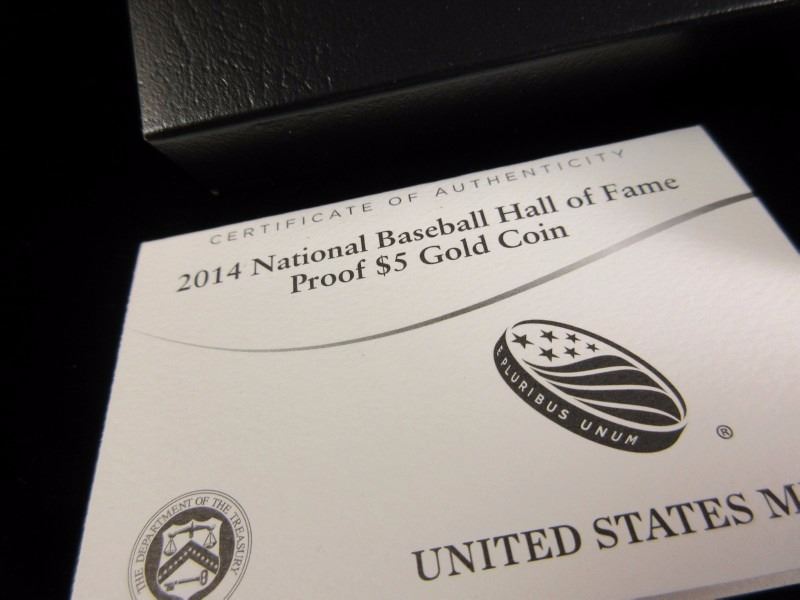 CERTIFICATE OF AUTHENTICITY
2014 National Baseball Hall of Fame
Proof $5 Gold Coin
E PLURIBUS UNUM
®
THE DEPARTMENT OF THE TREASURY
UNITED STATES M